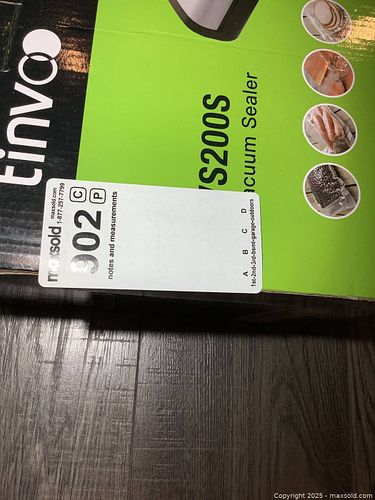 tinvoo
VS200S
Vacuum Sealer
maxsold
maxsold.com
1-877-257-7799
902
C
P
notes and measurements
A B C D
1st-2nd-3rd-bsmt-garage-outdoors
Copyright 2025 - maxsold.com